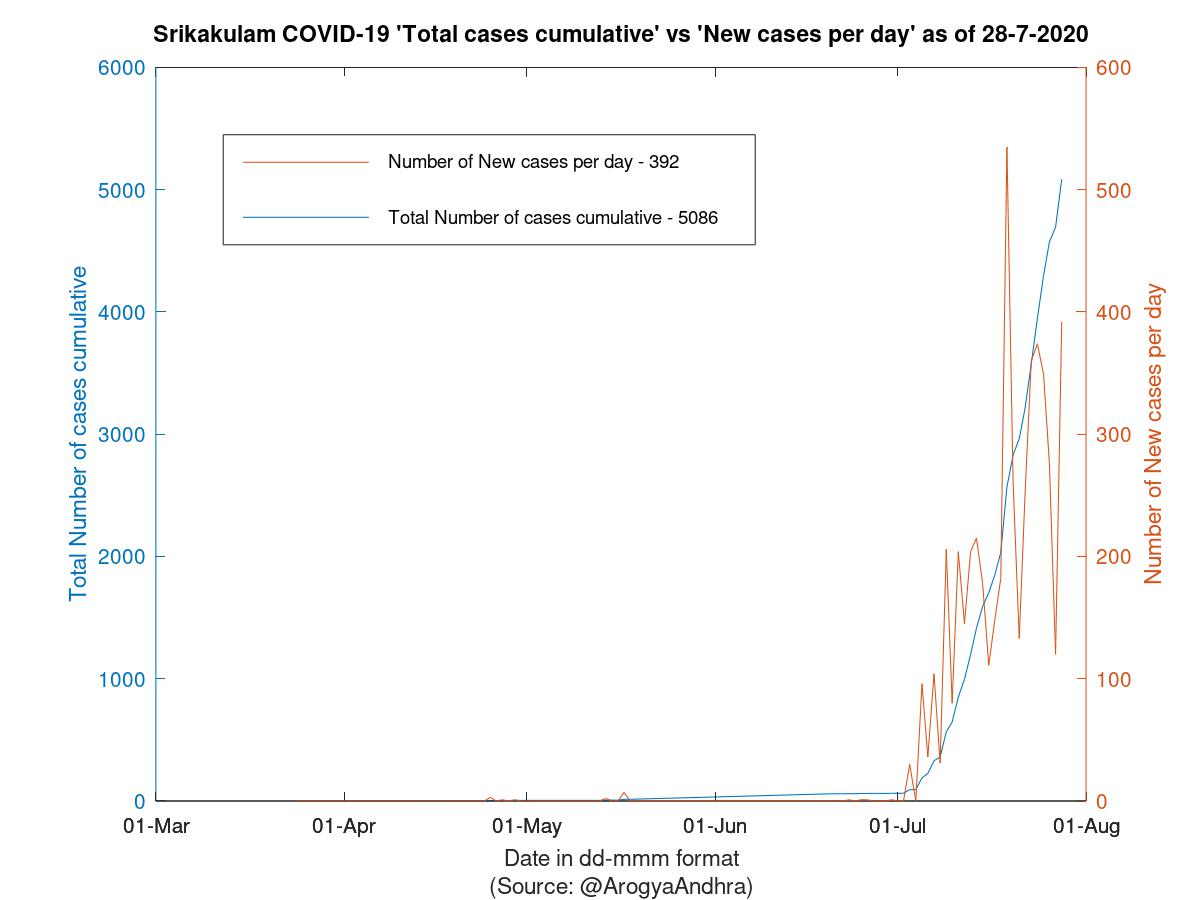 Srikakulam COVID-19 'Total cases cumulative' vs 'New cases per day' as of 28-7-2020
6000
5000
4000
3000
2000
1000
0
Total Number of cases cumulative
Number of New cases per day - 392
Total Number of cases cumulative - 5086
600
500
400
300
200
100
0
Number of New cases per day
01-Mar 01-Apr 01-May 01-Jun 01-Jul 01-Aug
Date in dd-mmm format
(Source: @ArogyaAndhra)